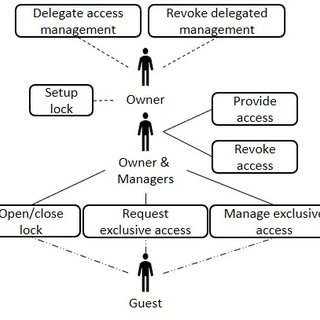 Delegate access
management
Revoke delegated
management
Setup
lock
Owner
Provide
access
Owner &
Managers
Revoke
access
Open/close
lock
Request
exclusive access
Manage exclusive
access
Guest